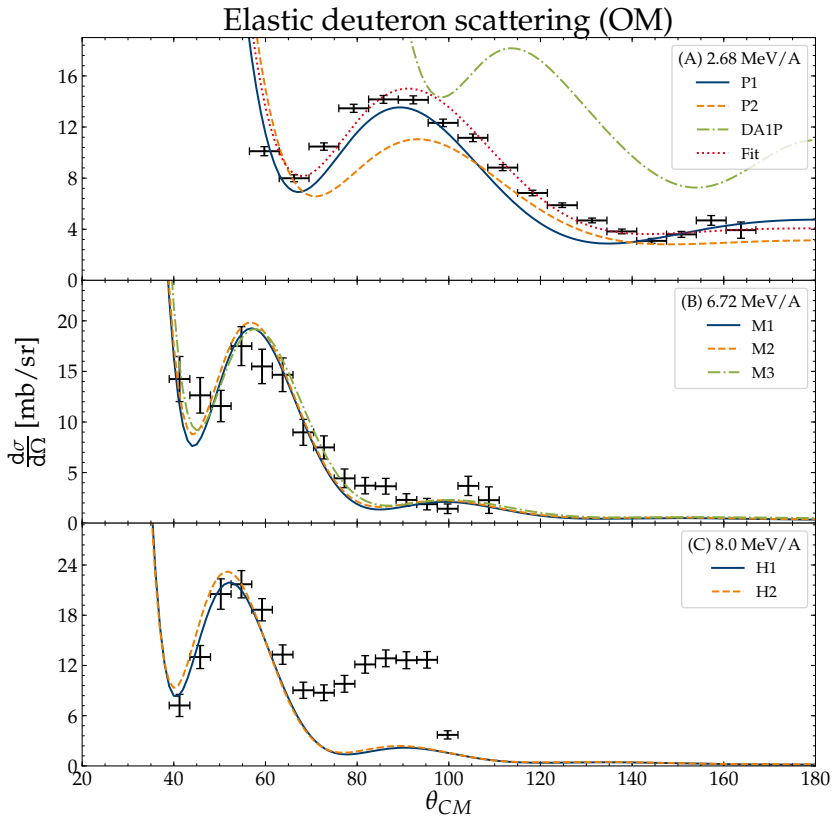 Elastic deuteron scattering (OM)
(A) 2.68 MeV/A
P1
P2
DA1P
Fit
16
12
8
4
0
(B) 6.72 MeV/A
M1
M2
M3
20
15
10
5
0
dσ/dΩ [mb/sr]
(C) 8.0 MeV/A
H1
H2
24
18
12
6
0
20 40 60 80 100 120 140 160 180
θCM